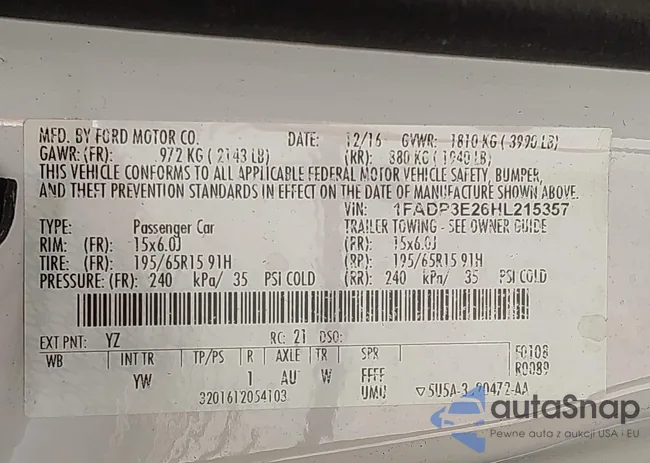 MFD. BY FORD MOTOR CO. DATE: 12/16 GVWR: 1810 KG ( 3990 LB)
GAWR: (FR): 972 KG ( 2143 LB) (RR): 880 KG ( 1940 LB)
THIS VEHICLE CONFORMS TO ALL APPLICABLE FEDERAL MOTOR VEHICLE SAFETY, BUMPER,
AND THEFT PREVENTION STANDARDS IN EFFECT ON THE DATE OF MANUFACTURE SHOWN ABOVE.
VIN: 1FADP3E26HL215357
TYPE: Passenger Car TRAILER TOWING - SEE OWNER GUIDE
RIM: (FR): 15x6.0J (RR): 15x6.0J
TIRE: (FR): 195/65R15 91H (RR): 195/65R15 91H
PRESSURE: (FR): 240 kPa/ 35 PSI COLD (RR): 240 kPa/ 35 PSI COLD
EXT PNT: YZ RC: 21 DSO:
WB INT TR TP/PS R AXLE TR SPR F0108
R0089
YW 1 AU W FFFF
3201612054103 UMU ▽5U5A-3 20472-AA
autaSnap
Pewne auta z aukcji USA i EU